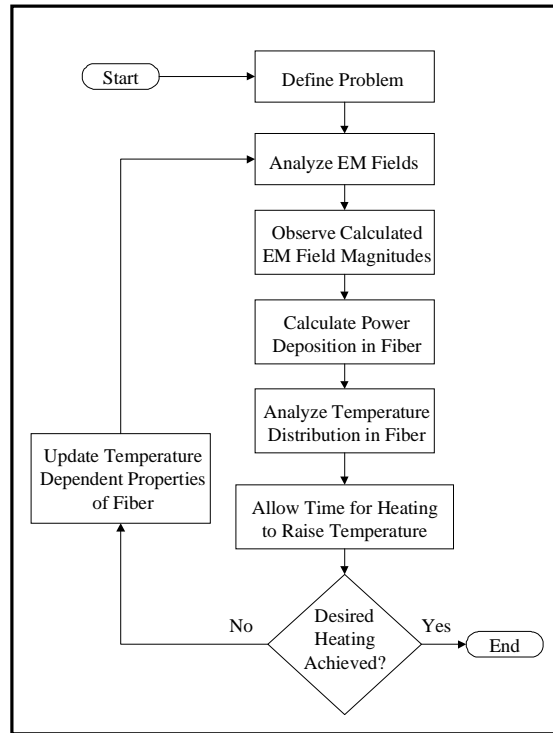 Start
Define Problem
Analyze EM Fields
Observe Calculated
EM Field Magnitudes
Calculate Power
Deposition in Fiber
Analyze Temperature
Distribution in Fiber
Update Temperature
Dependent Properties
of Fiber
Allow Time for Heating
to Raise Temperature
No
Desired
Heating
Achieved?
Yes
End